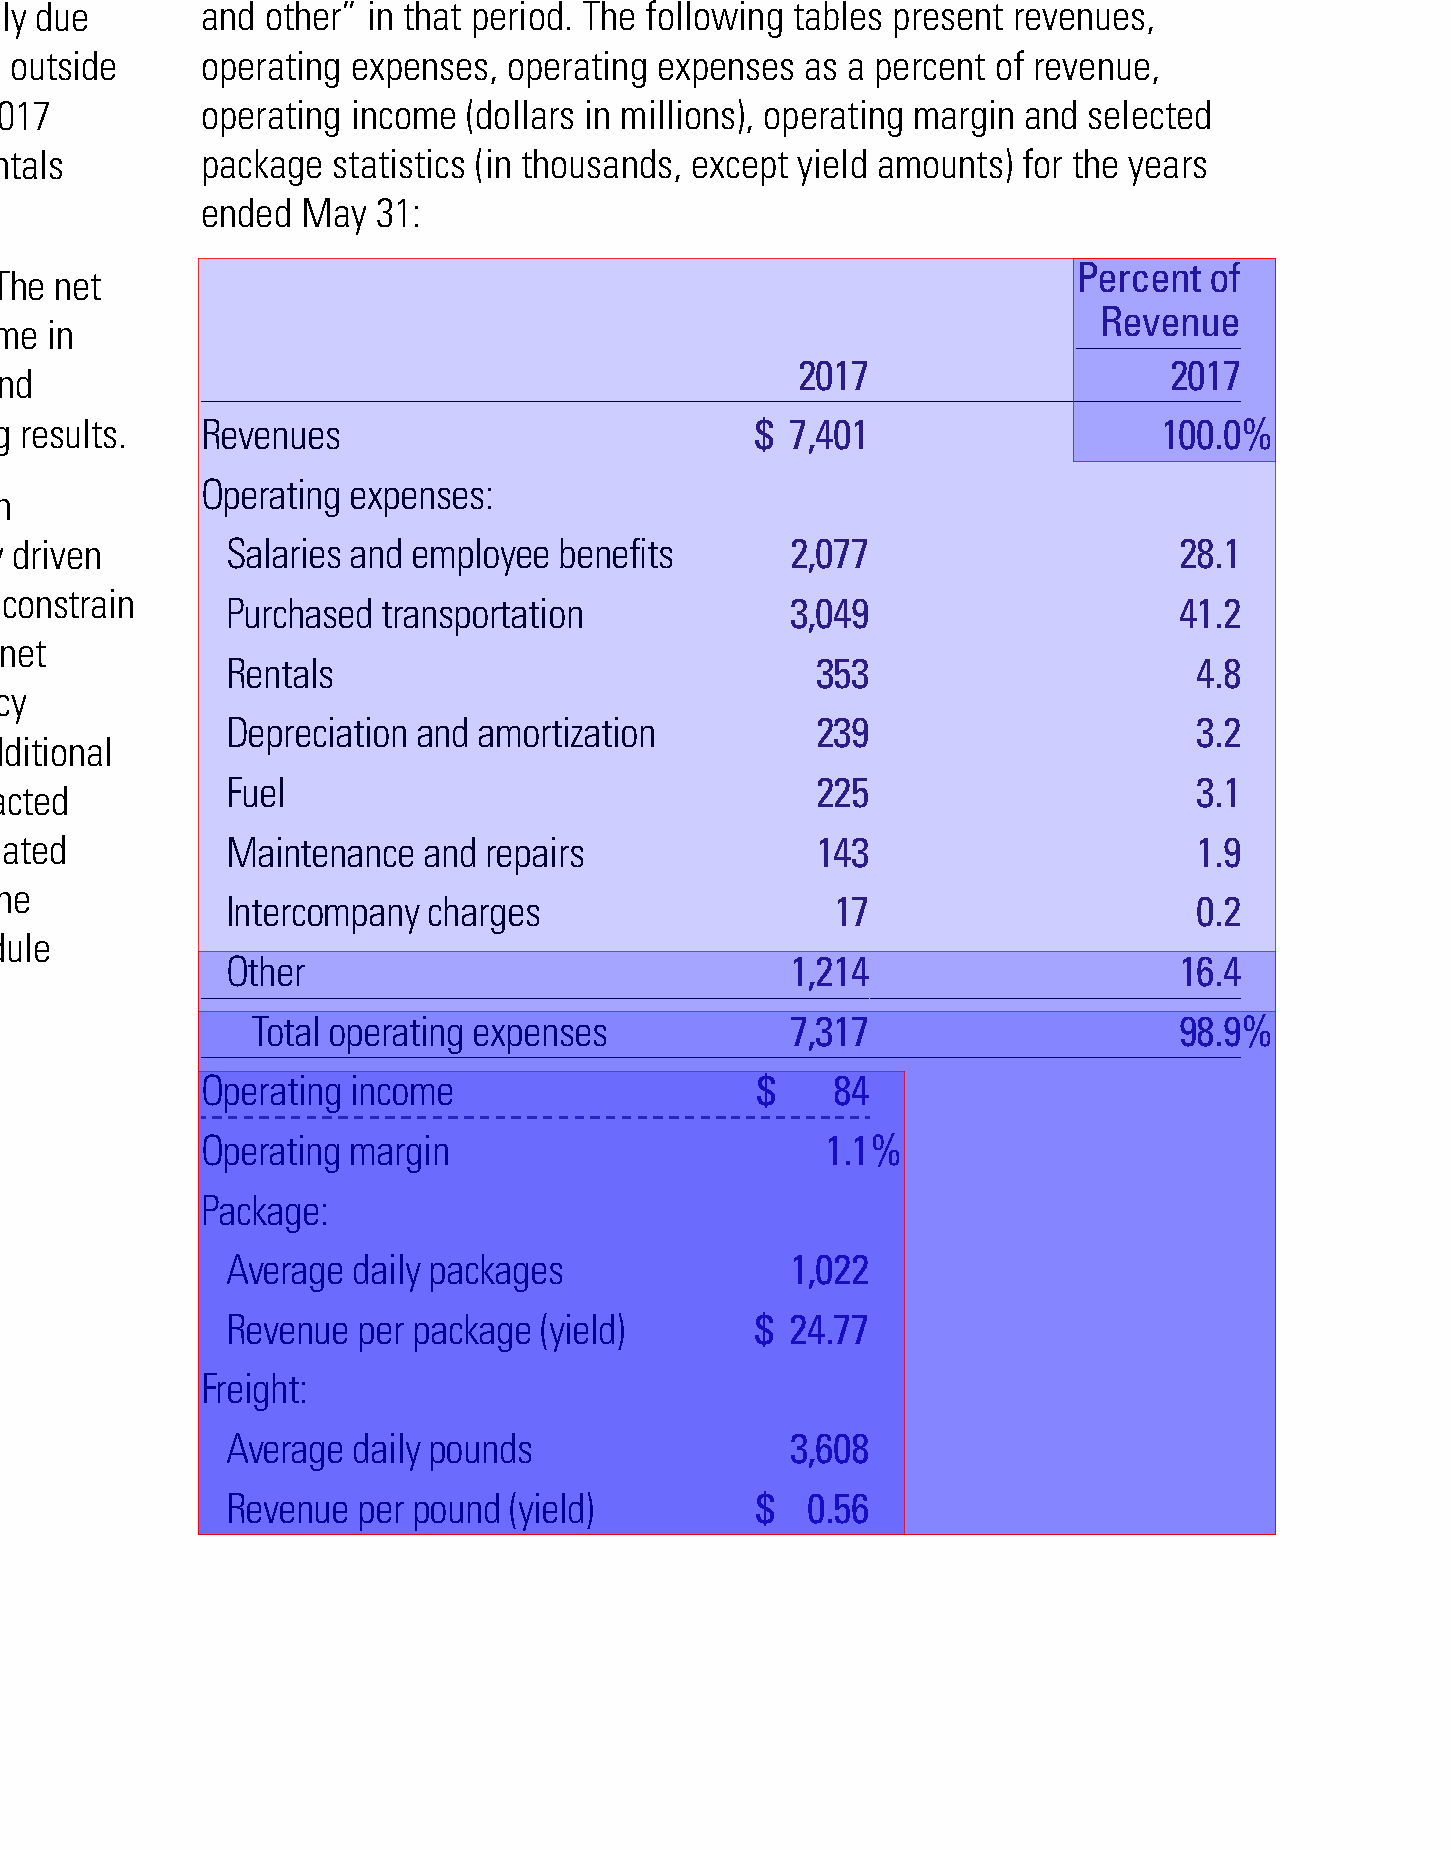 ly due
outside
017
ntals
The net
me in
nd
g results.
n
y driven
constrain
net
cy
dditional
acted
ated
ne
dule
and other” in that period. The following tables present revenues,
operating expenses, operating expenses as a percent of revenue,
operating income (dollars in millions), operating margin and selected
package statistics (in thousands, except yield amounts) for the years
ended May 31:
Percent of
Revenue
2017 2017
Revenues $ 7,401 100.0%
Operating expenses:
Salaries and employee benefits 2,077 28.1
Purchased transportation 3,049 41.2
Rentals 353 4.8
Depreciation and amortization 239 3.2
Fuel 225 3.1
Maintenance and repairs 143 1.9
Intercompany charges 17 0.2
Other 1,214 16.4
Total operating expenses 7,317 98.9%
Operating income $ 84
Operating margin 1.1%
Package:
Average daily packages 1,022
Revenue per package (yield) $ 24.77
Freight:
Average daily pounds 3,608
Revenue per pound (yield) $ 0.56